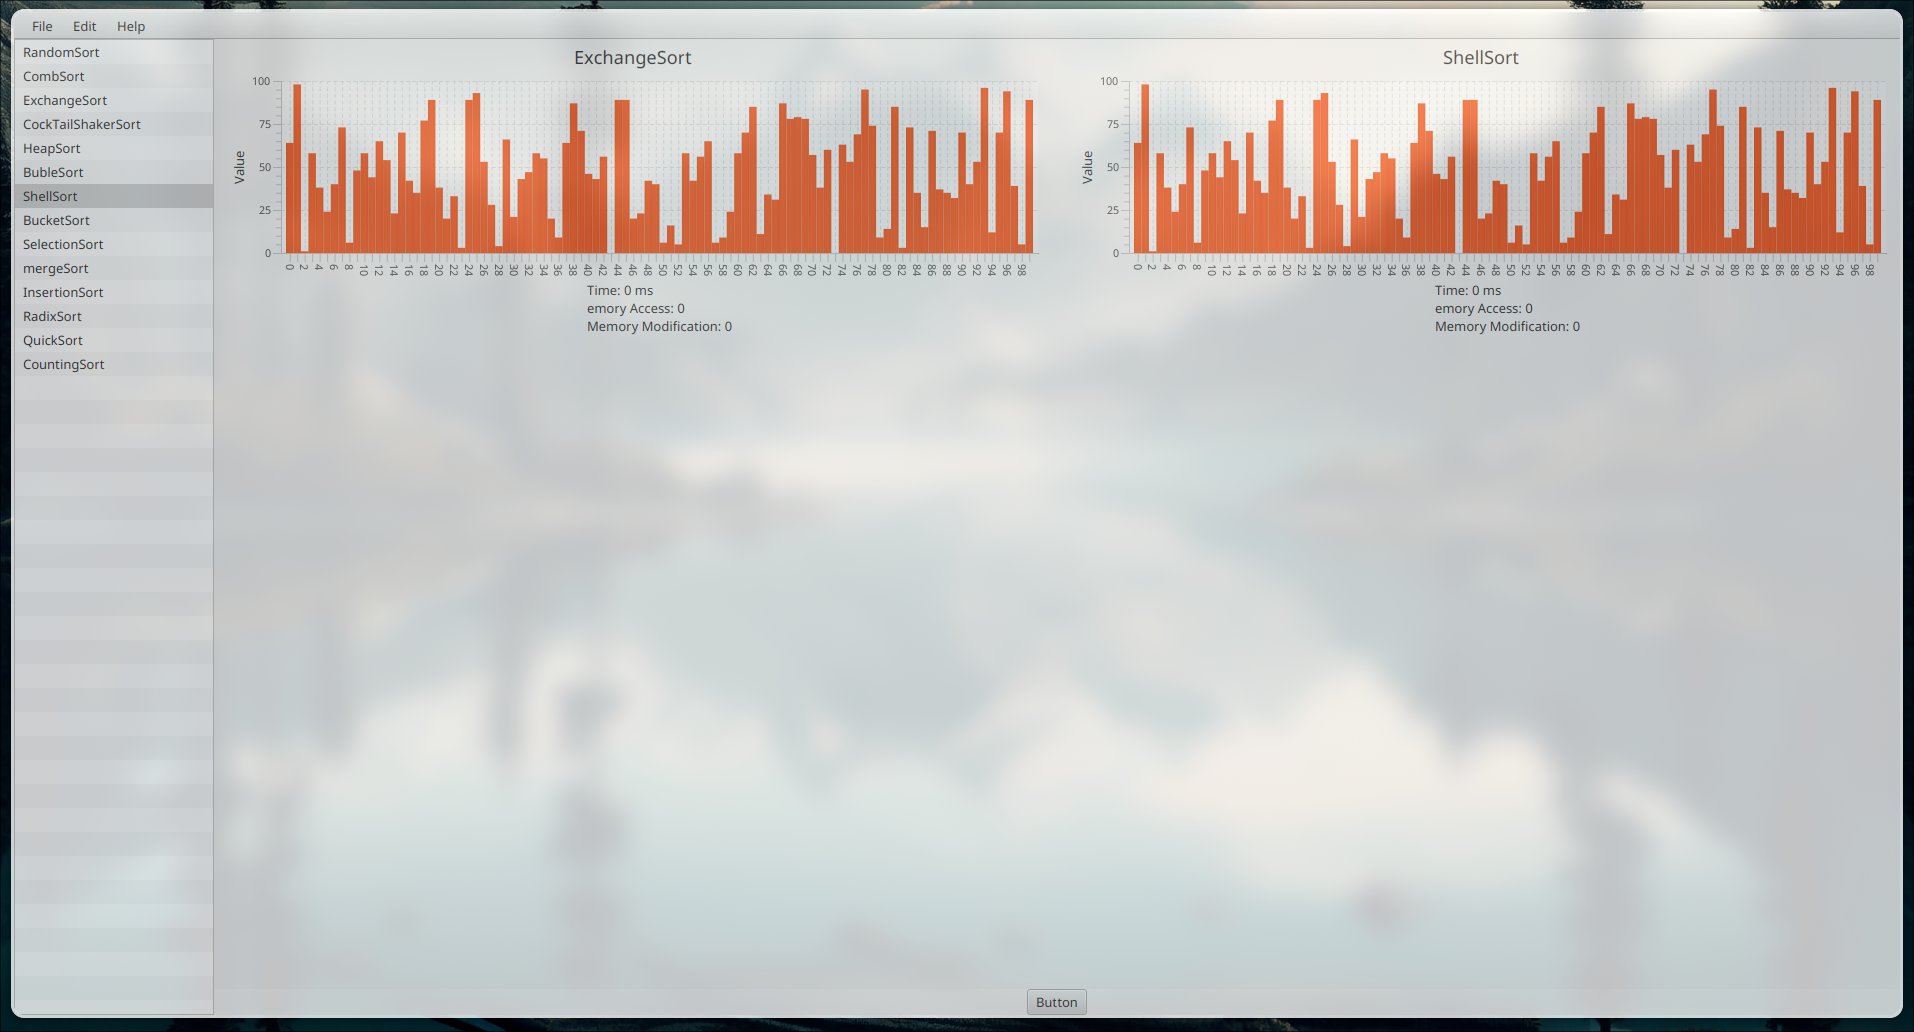 File Edit Help
RandomSort
CombSort
ExchangeSort
CockTailShakerSort
HeapSort
BubleSort
ShellSort
BucketSort
SelectionSort
mergeSort
InsertionSort
RadixSort
QuickSort
CountingSort
ExchangeSort
Value
100
75
50
25
0
0 2 4 6 8 10 12 14 16 18 20 22 24 26 28 30 32 34 36 38 40 42 44 46 48 50 52 54 56 58 60 62 64 66 68 70 72 74 76 78 80 82 84 86 88 90 92 94 96 98
Time: 0 ms
emory Access: 0
Memory Modification: 0
ShellSort
Value
100
75
50
25
0
0 2 4 6 8 10 12 14 16 18 20 22 24 26 28 30 32 34 36 38 40 42 44 46 48 50 52 54 56 58 60 62 64 66 68 70 72 74 76 78 80 82 84 86 88 90 92 94 96 98
Time: 0 ms
emory Access: 0
Memory Modification: 0
Button